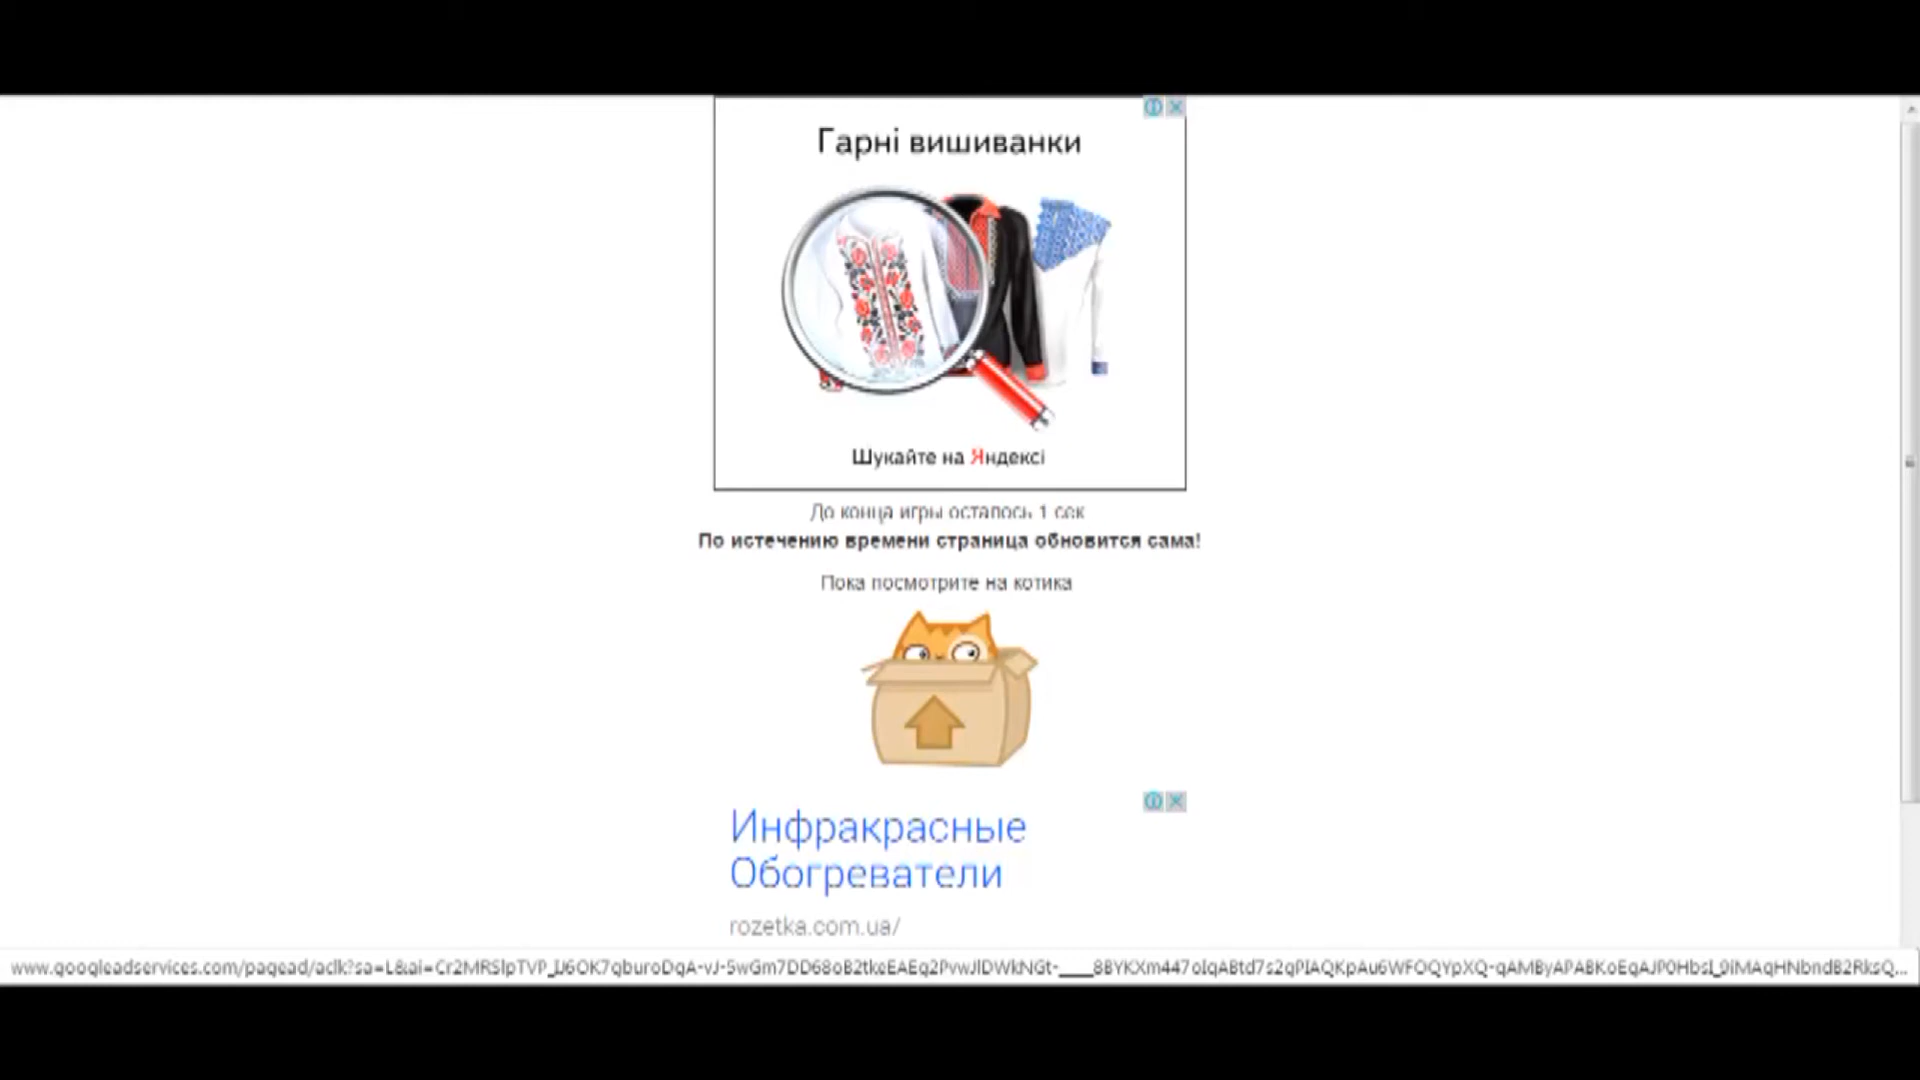 Гарні вишиванки
Шукайте на Яндексі
До конца игры осталось 1 сек
По истечению времени страница обновится сама!
Пока посмотрите на котика
Инфракрасные
Обогреватели
rozetka.com.ua/